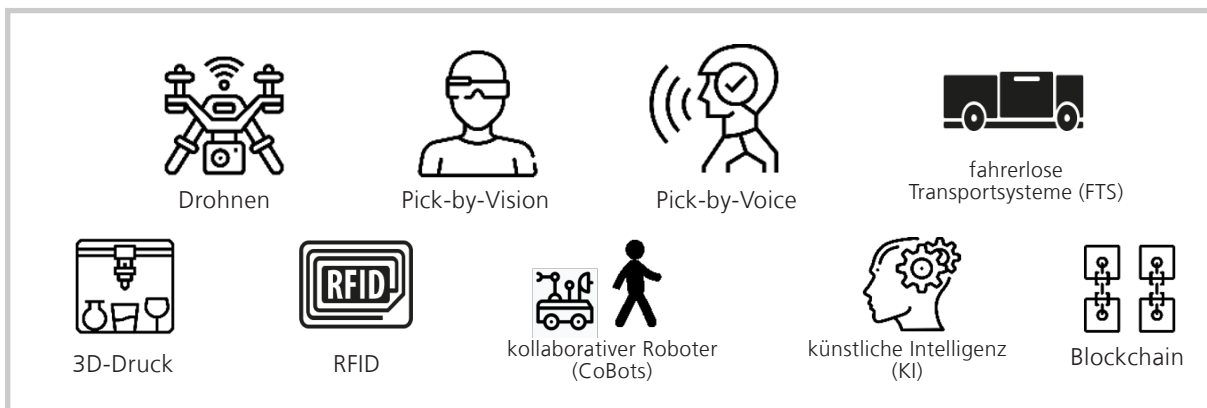 Drohnen
Pick-by-Vision
Pick-by-Voice
fahrerlose
Transportsysteme (FTS)
3D-Druck
RFID
RFID
kollaborativer Roboter
(CoBots)
künstliche Intelligenz
(KI)
Blockchain